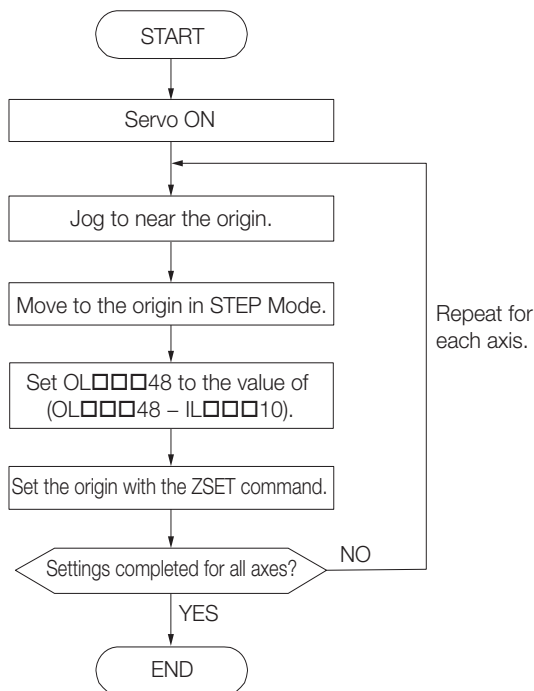 START
Servo ON
Jog to near the origin.
Move to the origin in STEP Mode.
Repeat for
each axis.
Set OL□□□48 to the value of
(OL□□□48 – IL□□□10).
Set the origin with the ZSET command.
Settings completed for all axes?
NO
YES
END